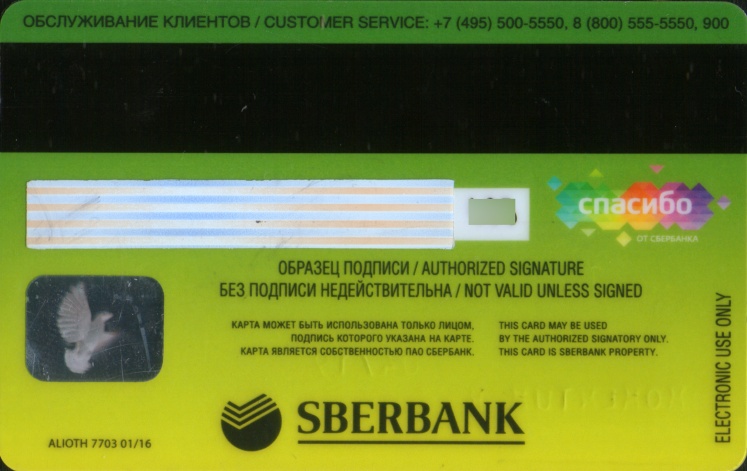 ОБСЛУЖИВАНИЕ КЛИЕНТОВ / CUSTOMER SERVICE: +7 (495) 500-5550, 8 (800) 555-5550, 900
спасибо
ОТ СБЕРБАНКА
ОБРАЗЕЦ ПОДПИСИ / AUTHORIZED SIGNATURE
БЕЗ ПОДПИСИ НЕДЕЙСТВИТЕЛЬНА / NOT VALID UNLESS SIGNED
КАРТА МОЖЕТ БЫТЬ ИСПОЛЬЗОВАНА ТОЛЬКО ЛИЦОМ,
ПОДПИСЬ КОТОРОГО УКАЗАНА НА КАРТЕ.
КАРТА ЯВЛЯЕТСЯ СОБСТВЕННОСТЬЮ ПАО СБЕРБАНК.
THIS CARD MAY BE USED
BY THE AUTHORIZED SIGNATORY ONLY.
THIS CARD IS SBERBANK PROPERTY.
ELECTRONIC USE ONLY
SBERBANK
ALIOTH 7703 01/16